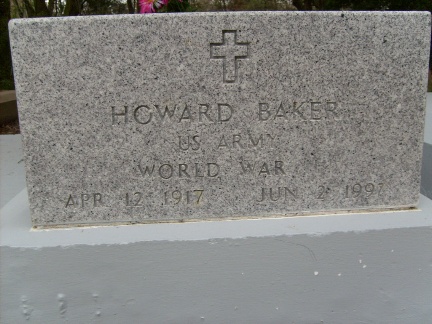 HOWARD BAKER
US ARMY
WORLD WAR
APR 12 1917 JUN 2